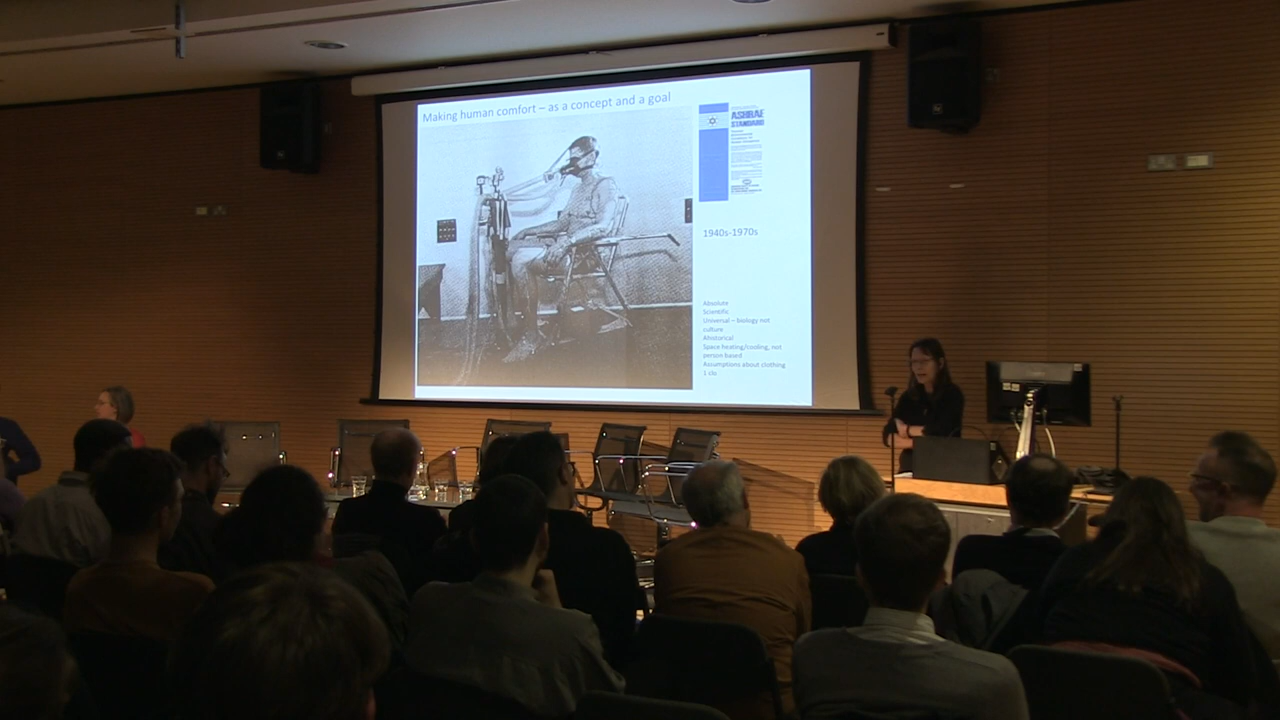 Making human comfort – as a concept and a goal
ASHRAE
STANDARD
1940s-1970s
Absolute
Scientific
Universal – biology not
culture
Ahistorical
Space heating/cooling, not
person based
Assumptions about clothing
1 clo